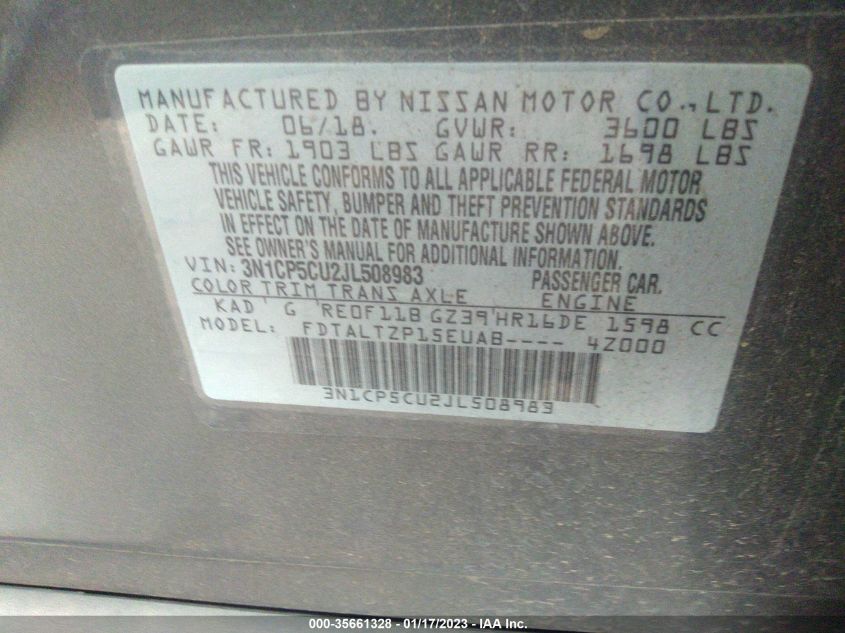 MANUFACTURED BY NISSAN MOTOR CO., LTD.
DATE: 06/18. GVWR: 3600 LBS
GAWR FR: 1903 LBS GAWR RR: 1698 LBS
THIS VEHICLE CONFORMS TO ALL APPLICABLE FEDERAL MOTOR
VEHICLE SAFETY, BUMPER AND THEFT PREVENTION STANDARDS
IN EFFECT ON THE DATE OF MANUFACTURE SHOWN ABOVE.
SEE OWNER'S MANUAL FOR ADDITIONAL INFORMATION.
VIN: 3N1CP5CU2JL508983 PASSENGER CAR.
COLOR TRIM TRANS AXLE ENGINE
KAD G RE0F11B GZ39 HR16DE 1598 CC
MODEL: FDTALTZP15EUAB---- 4Z000
3N1CP5CU2JL508983
000-35661328 - 01/17/2023 - IAA Inc.